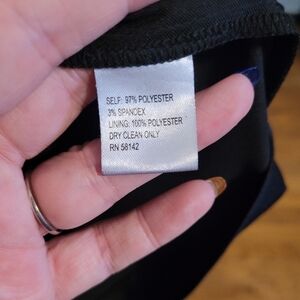 SELF: 97% POLYESTER
3% SPANDEX
LINING: 100% POLYESTER
DRY CLEAN ONLY
RN 58142